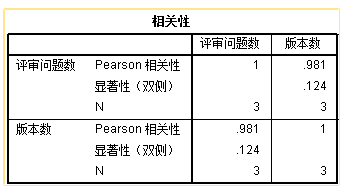 相关性
评审问题数 版本数
评审问题数 Pearson 相关性 1 .981
显著性（双侧） .124
N 3 3
版本数 Pearson 相关性 .981 1
显著性（双侧） .124
N 3 3